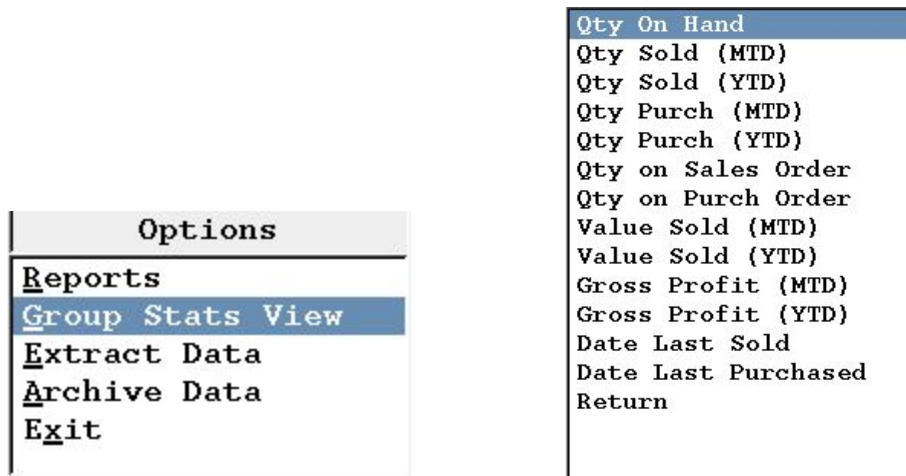 Options
Reports
Group Stats View
Extract Data
Archive Data
Exit
Qty On Hand
Qty Sold (MTD)
Qty Sold (YTD)
Qty Purch (MTD)
Qty Purch (YTD)
Qty on Sales Order
Qty on Purch Order
Value Sold (MTD)
Value Sold (YTD)
Gross Profit (MTD)
Gross Profit (YTD)
Date Last Sold
Date Last Purchased
Return